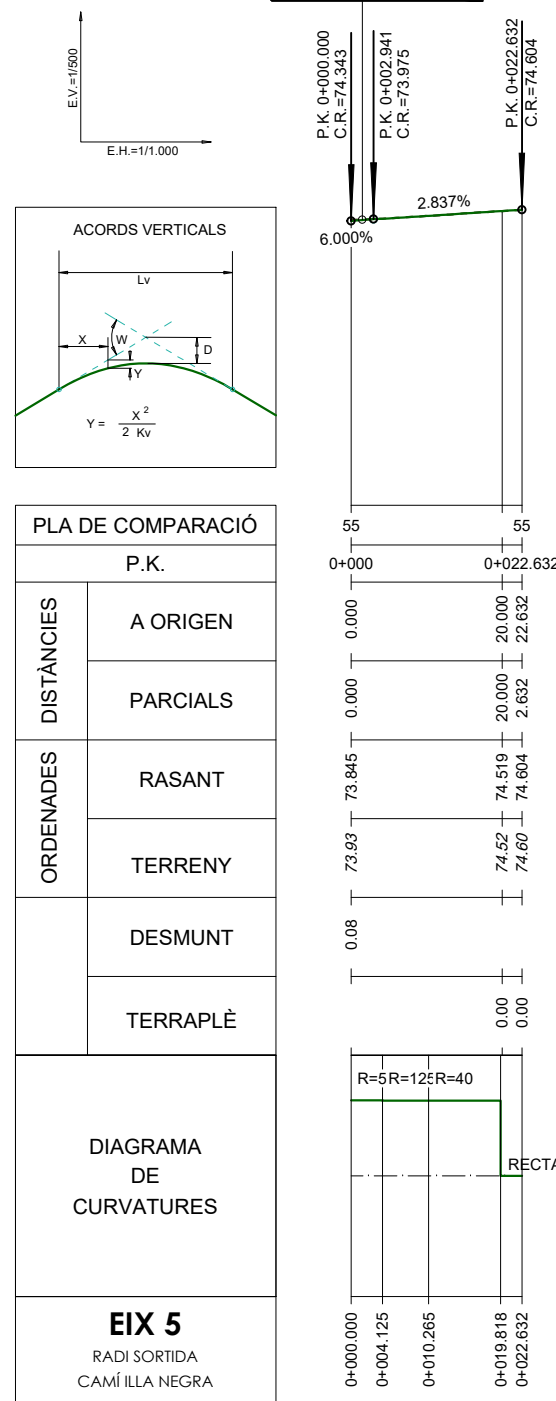 E.V.=1/500
E.H.=1/1.000
P.K. 0+000.000
C.R.=74.343
P.K. 0+002.941
C.R.=73.975
P.K. 0+022.632
C.R.=74.604
6.000%
2.837%
ACORDS VERTICALS
Lv
X
W
D
Y
Y = X 2
2 Kv
PLA DE COMPARACIÓ
55
55
P.K.
0+000
0+022.632
DISTÀNCIES
A ORIGEN
0.000
20.000
22.632
PARCIALS
0.000
20.000
2.632
ORDENADES
RASANT
73.845
74.519
74.604
TERRENY
73.93
74.52
74.60
DESMUNT
0.08
TERRAPLÈ
0.00
0.00
DIAGRAMA
DE
CURVATURES
R=5
R=125
R=40
RECTA
EIX 5
RADI SORTIDA
CAMÍ ILLA NEGRA
0+000.000
0+004.125
0+010.265
0+019.818
0+022.632